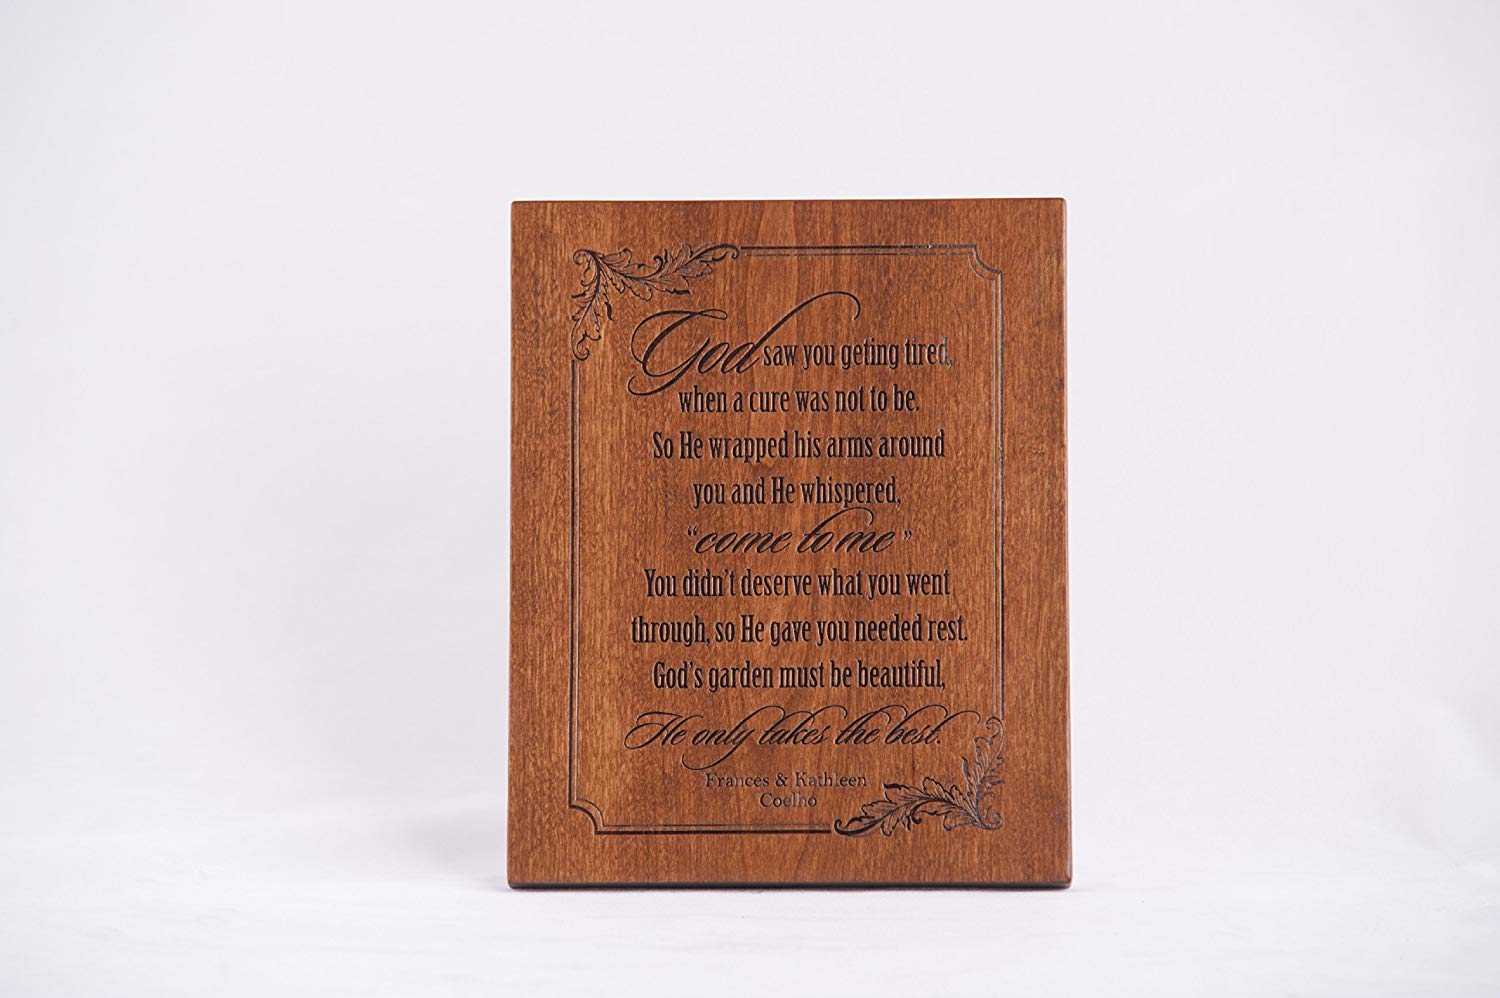 God saw you geting tired,
when a cure was not to be.
So He wrapped his arms around
you and He whispered,
“come to me”
You didn't deserve what you went
through, so He gave you needed rest.
God's garden must be beautiful,
He only takes the best.
Frances & Kathleen
Coelho